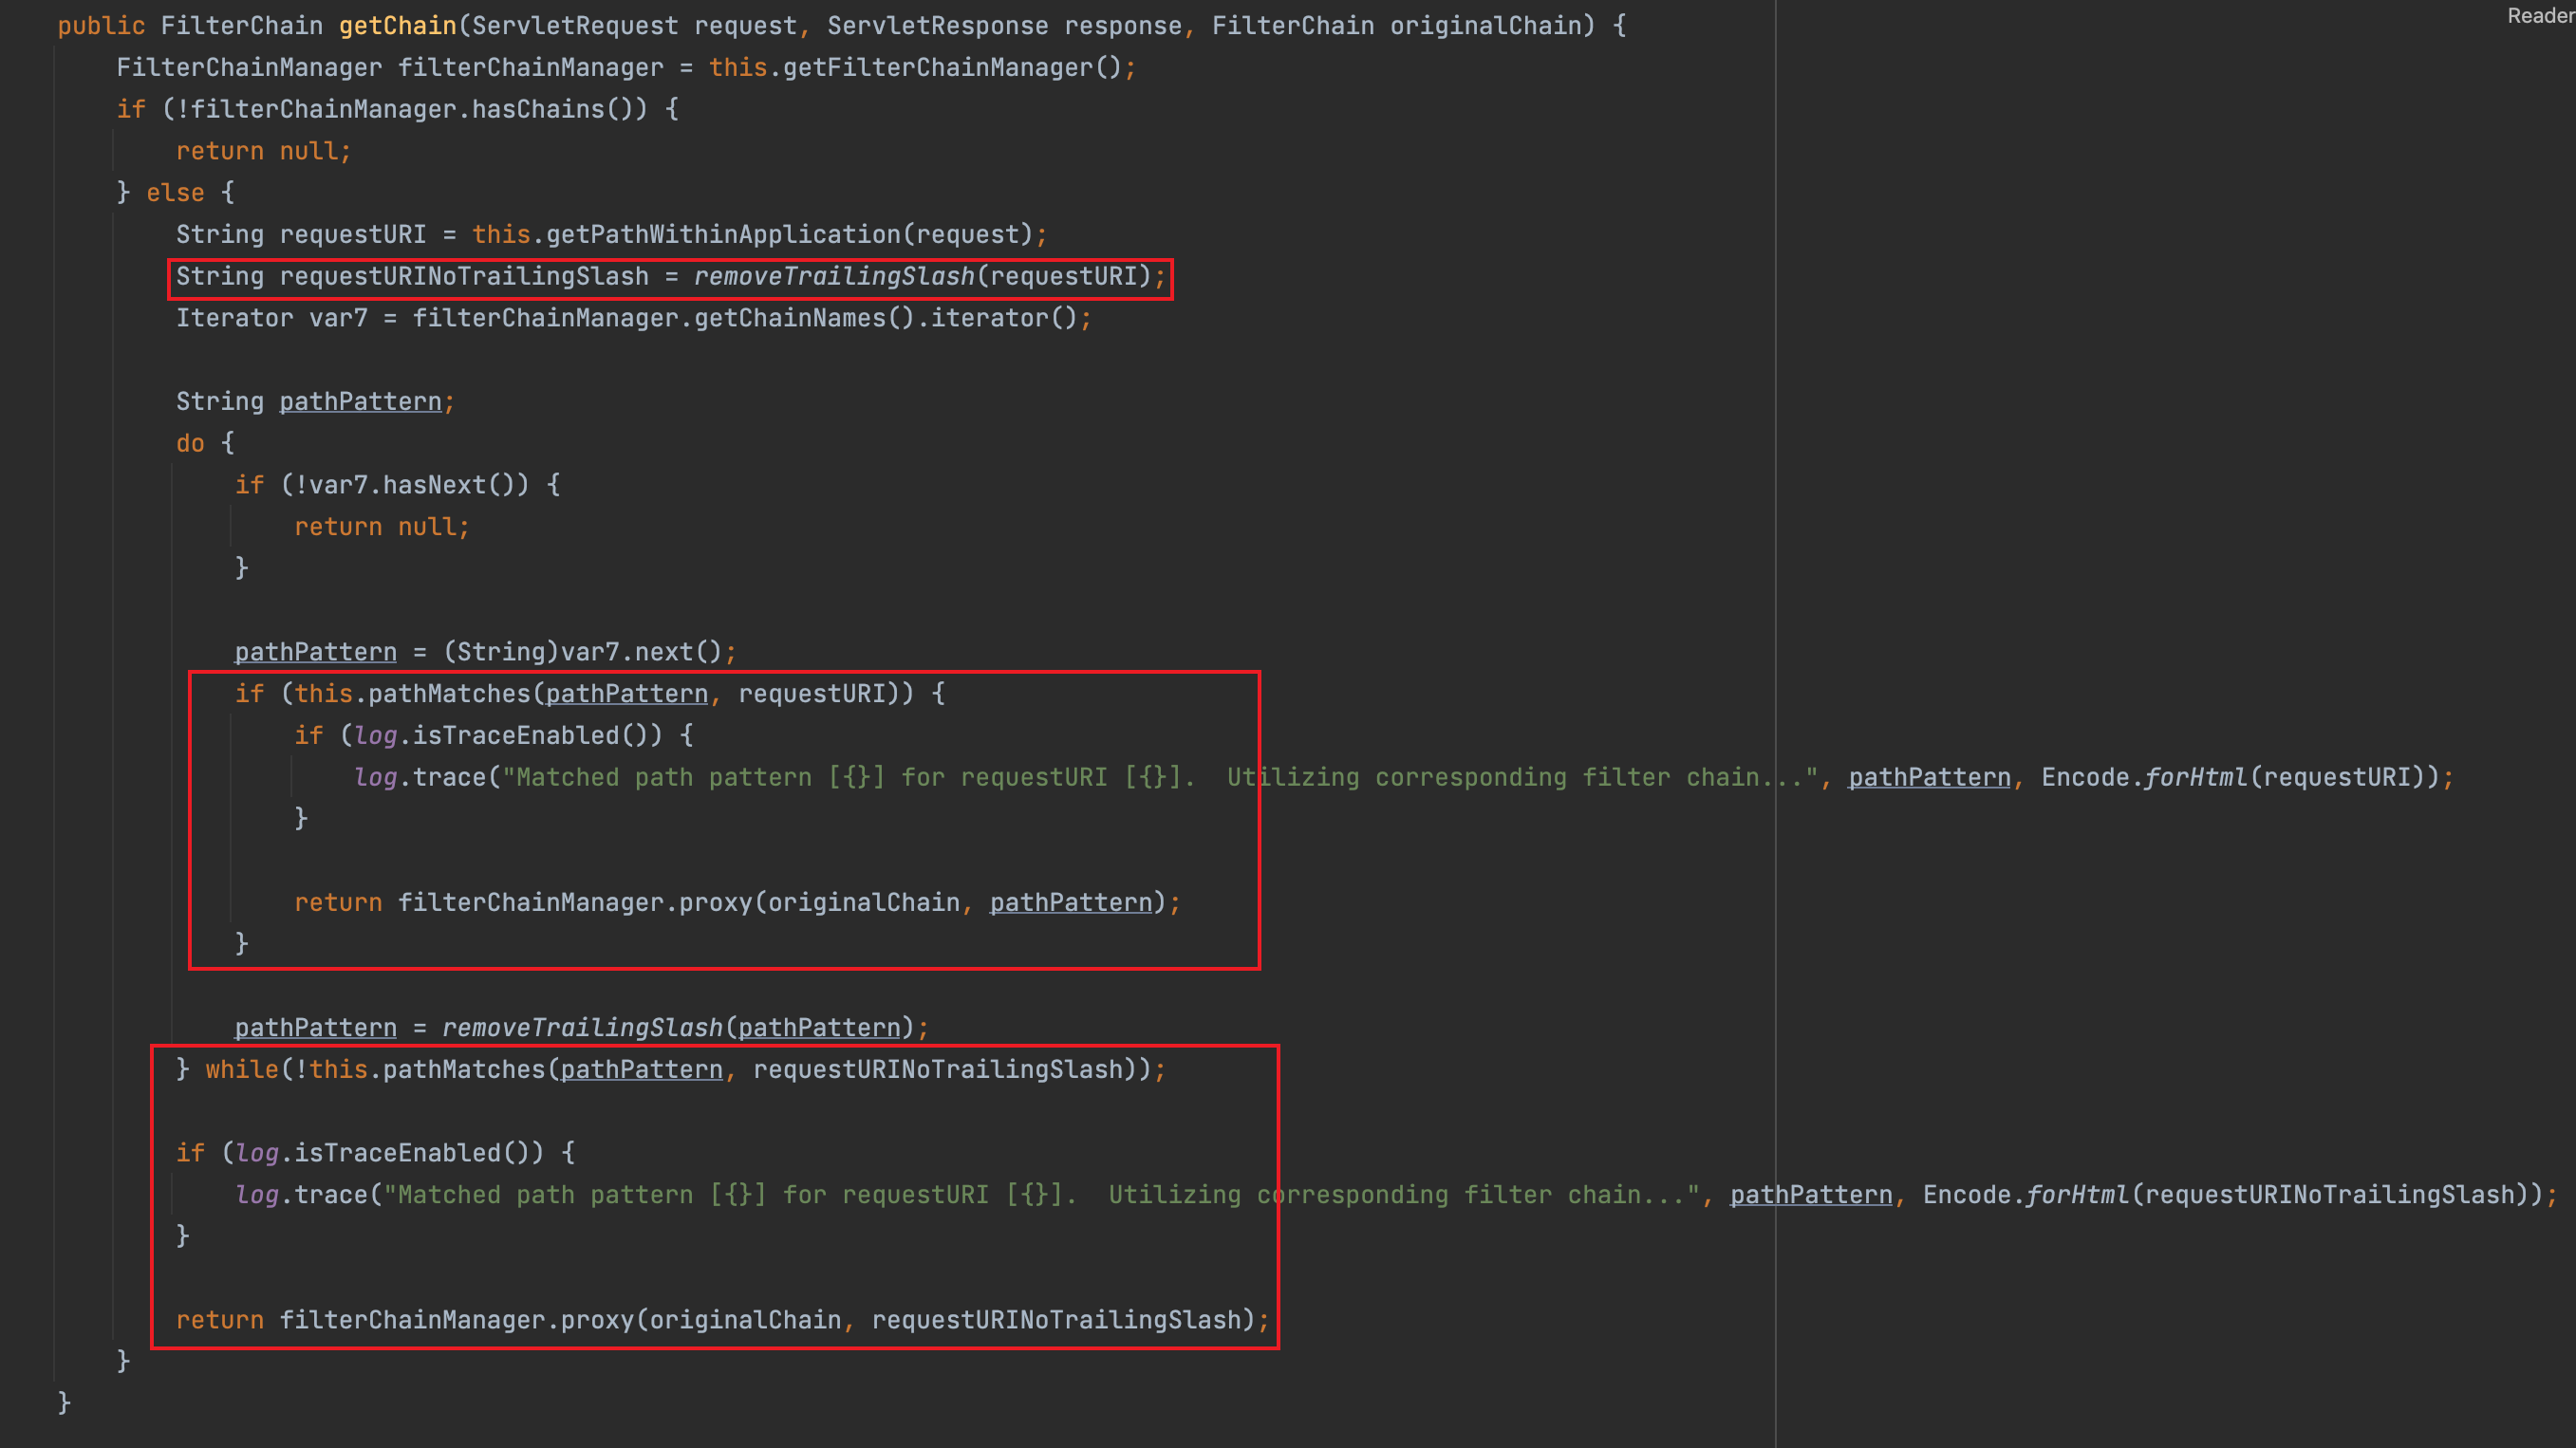 Reader
public FilterChain getChain(ServletRequest request, ServletResponse response, FilterChain originalChain) {
FilterChainManager filterChainManager = this.getFilterChainManager();
if (!filterChainManager.hasChains()) {
return null;
} else {
String requestURI = this.getPathWithinApplication(request);
String requestURINoTrailingSlash = removeTrailingSlash(requestURI);
Iterator var7 = filterChainManager.getChainNames().iterator();
String pathPattern;
do {
if (!var7.hasNext()) {
return null;
}
pathPattern = (String)var7.next();
if (this.pathMatches(pathPattern, requestURI)) {
if (log.isTraceEnabled()) {
log.trace("Matched path pattern [{}] for requestURI [{}].  Utilizing corresponding filter chain...", pathPattern, Encode.forHtml(requestURI));
}
return filterChainManager.proxy(originalChain, pathPattern);
}
pathPattern = removeTrailingSlash(pathPattern);
} while(!this.pathMatches(pathPattern, requestURINoTrailingSlash));
if (log.isTraceEnabled()) {
log.trace("Matched path pattern [{}] for requestURI [{}].  Utilizing corresponding filter chain...", pathPattern, Encode.forHtml(requestURINoTrailingSlash));
}
return filterChainManager.proxy(originalChain, requestURINoTrailingSlash);
}
}